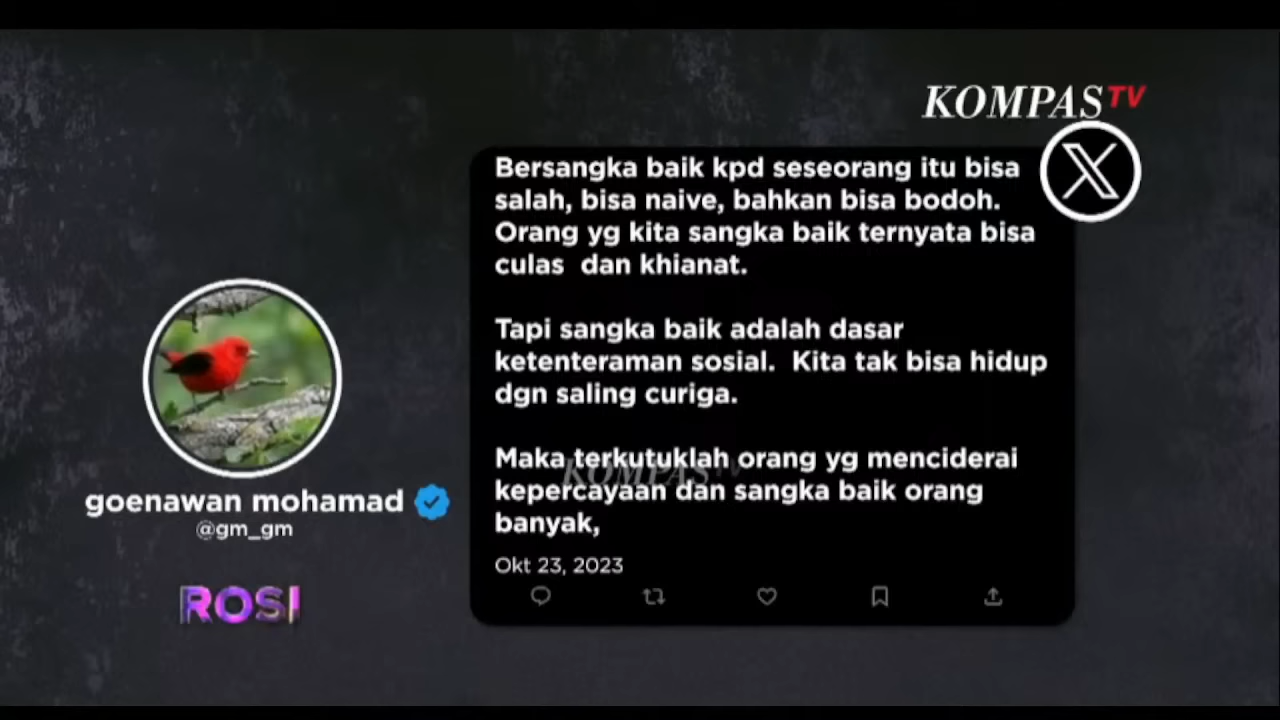 KOMPASTV
X
Bersangka baik kpd seseorang itu bisa
salah, bisa naive, bahkan bisa bodoh.
Orang yg kita sangka baik ternyata bisa
culas  dan khianat.
Tapi sangka baik adalah dasar
ketenteraman sosial.  Kita tak bisa hidup
dgn saling curiga.
Maka terkutuklah orang yg menciderai
kepercayaan dan sangka baik orang
banyak,
KOMPASTV
Okt 23, 2023
goenawan mohamad
@gm_gm
ROSI